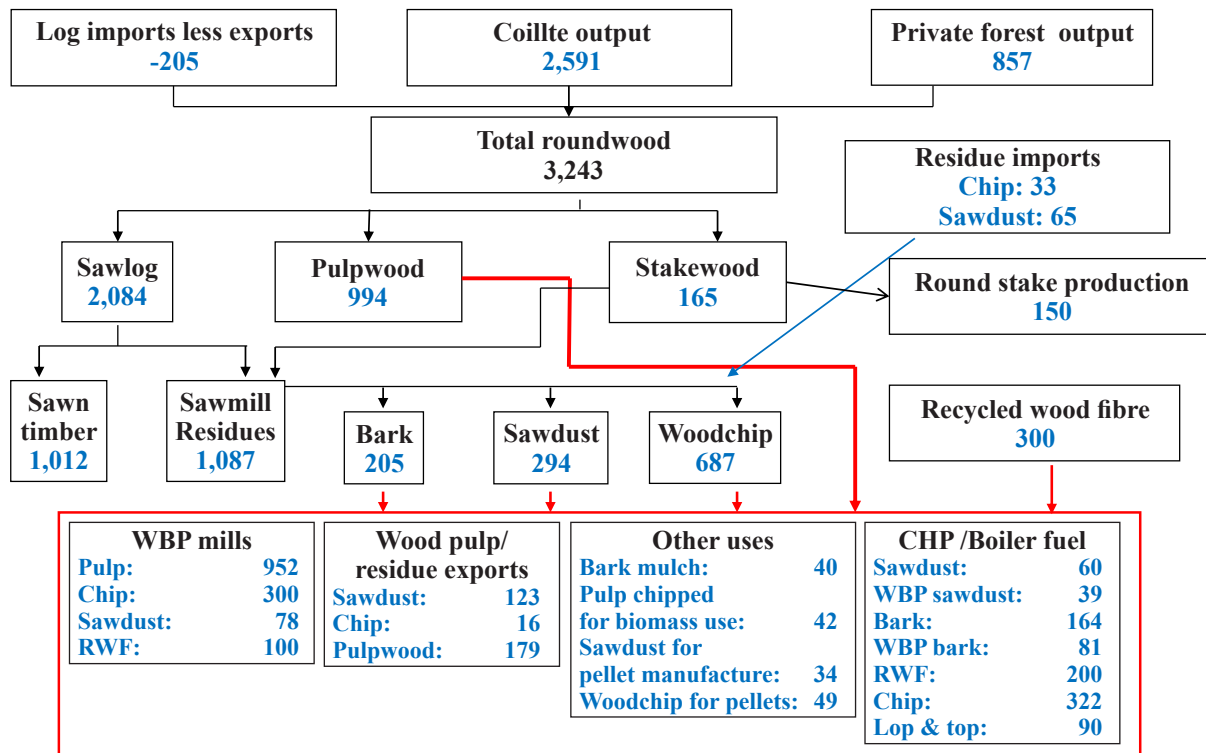 Log imports less exports
-205
Coillte output
2,591
Private forest output
857
Total roundwood
3,243
Residue imports
Chip: 33
Sawdust: 65
Sawlog
2,084
Pulpwood
994
Stakewood
165
Round stake production
150
Sawn
timber
1,012
Sawmill
Residues
1,087
Bark
205
Sawdust
294
Woodchip
687
Recycled wood fibre
300
WBP mills
Pulp: 952
Chip: 300
Sawdust: 78
RWF: 100
Wood pulp/
residue exports
Sawdust: 123
Chip: 16
Pulpwood: 179
Other uses
Bark mulch: 40
Pulp chipped
for biomass use: 42
Sawdust for
pellet manufacture: 34
Woodchip for pellets: 49
CHP /Boiler fuel
Sawdust: 60
WBP sawdust: 39
Bark: 164
WBP bark: 81
RWF: 200
Chip: 322
Lop & top: 90